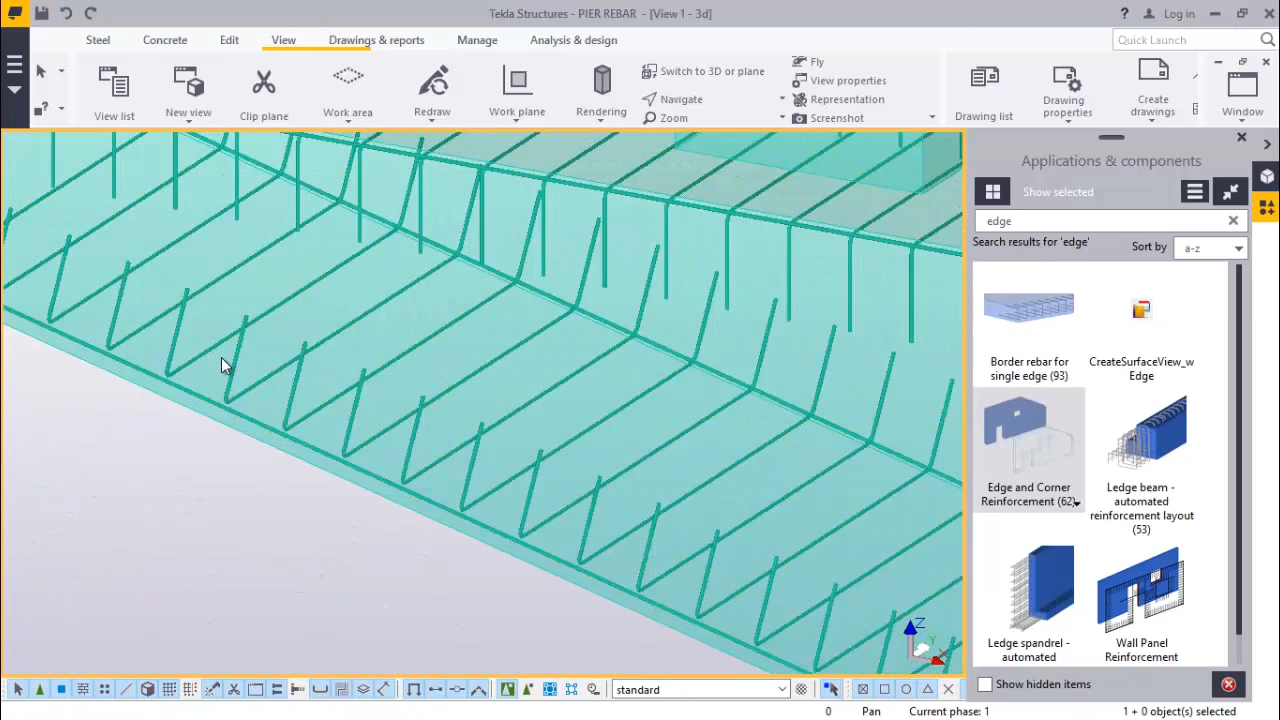 Tekla Structures - PIER REBAR - [View 1 - 3d]
Log in
Steel
Concrete
Edit
View
Drawings & reports
Manage
Analysis & design
Quick Launch
View list
New view
Clip plane
Work area
Redraw
Work plane
Rendering
Switch to 3D or plane
Navigate
Zoom
Fly
View properties
Representation
Screenshot
Drawing list
Drawing
properties
Create
drawings
Window
Applications & components
Show selected
edge
Search results for 'edge'
Sort by
a-z
Border rebar for
single edge (93)
CreateSurfaceView_w
Edge
Edge and Corner
Reinforcement (62)
Ledge beam -
automated
reinforcement layout
(53)
Ledge spandrel -
automated
Wall Panel
Reinforcement
Show hidden items
Z
Y
X
standard
0
Pan
Current phase: 1
1 + 0 object(s) selected